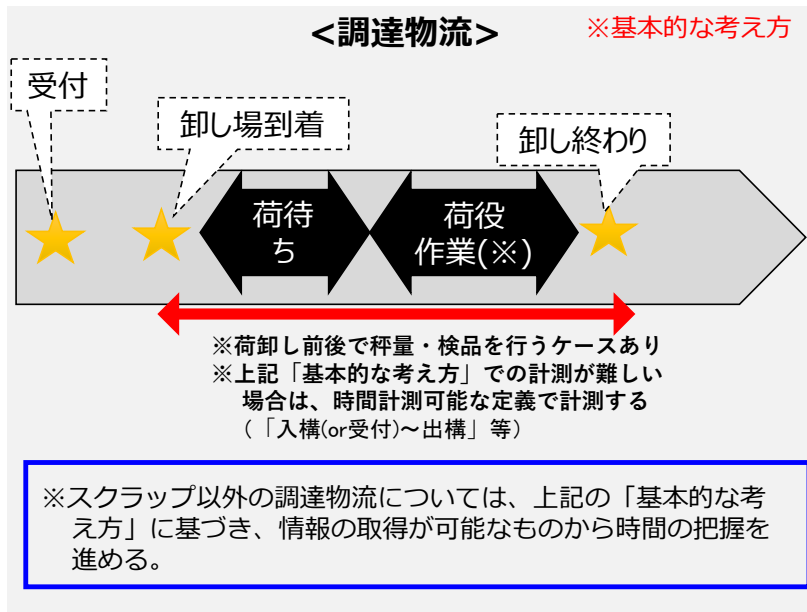 <調達物流>
※基本的な考え方
受付
卸し場到着
卸し終わり
荷待
ち
荷役
作業(※)
※荷卸し前後で秤量・検品を行うケースあり
※上記「基本的な考え方」での計測が難しい
場合は、時間計測可能な定義で計測する
（「入構(or受付)～出構」等）
※スクラップ以外の調達物流については、上記の「基本的な考
え方」に基づき、情報の取得が可能なものから時間の把握を
進める。